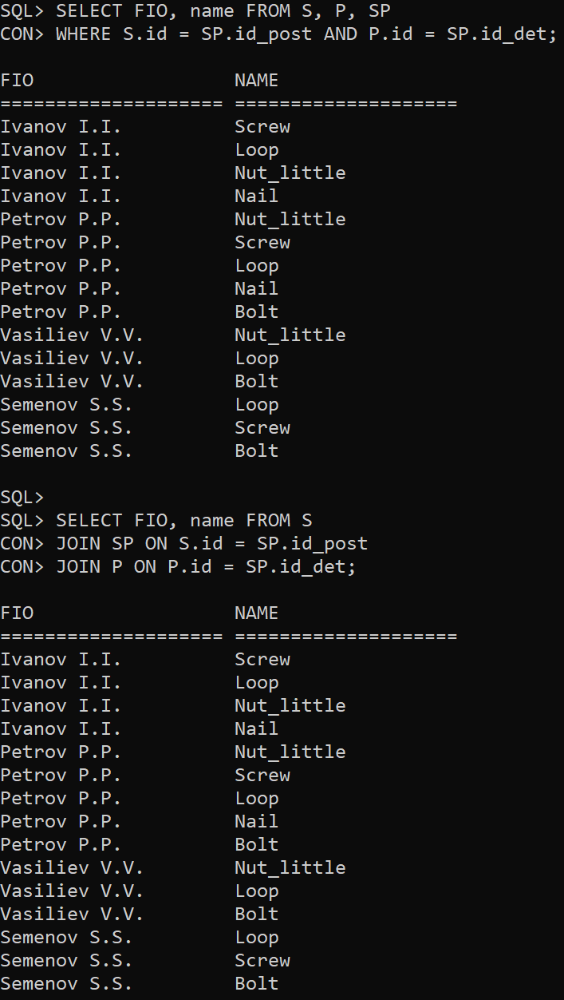 SQL> SELECT FIO, name FROM S, P, SP
CON> WHERE S.id = SP.id_post AND P.id = SP.id_det;
FIO                  NAME
==================== ====================
Ivanov I.I.          Screw
Ivanov I.I.          Loop
Ivanov I.I.          Nut_little
Ivanov I.I.          Nail
Petrov P.P.          Nut_little
Petrov P.P.          Screw
Petrov P.P.          Loop
Petrov P.P.          Nail
Petrov P.P.          Bolt
Vasiliev V.V.        Nut_little
Vasiliev V.V.        Loop
Vasiliev V.V.        Bolt
Semenov S.S.         Loop
Semenov S.S.         Screw
Semenov S.S.         Bolt
SQL>
SQL> SELECT FIO, name FROM S
CON> JOIN SP ON S.id = SP.id_post
CON> JOIN P ON P.id = SP.id_det;
FIO                  NAME
==================== ====================
Ivanov I.I.          Screw
Ivanov I.I.          Loop
Ivanov I.I.          Nut_little
Ivanov I.I.          Nail
Petrov P.P.          Nut_little
Petrov P.P.          Screw
Petrov P.P.          Loop
Petrov P.P.          Nail
Petrov P.P.          Bolt
Vasiliev V.V.        Nut_little
Vasiliev V.V.        Loop
Vasiliev V.V.        Bolt
Semenov S.S.         Loop
Semenov S.S.         Screw
Semenov S.S.         Bolt